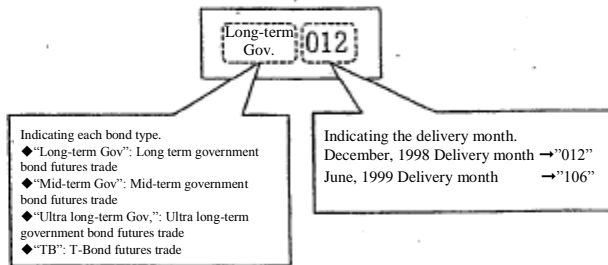 Long-term
Gov.
012
Indicating each bond type.
◆“Long-term Gov”: Long term government
bond futures trade
◆“Mid-term Gov”: Mid-term government
bond futures trade
◆“Ultra long-term Gov,”: Ultra long-term
government bond futures trade
◆“TB”: T-Bond futures trade
Indicating the delivery month.
December, 1998 Delivery month →”012”
June, 1999 Delivery month →”106”